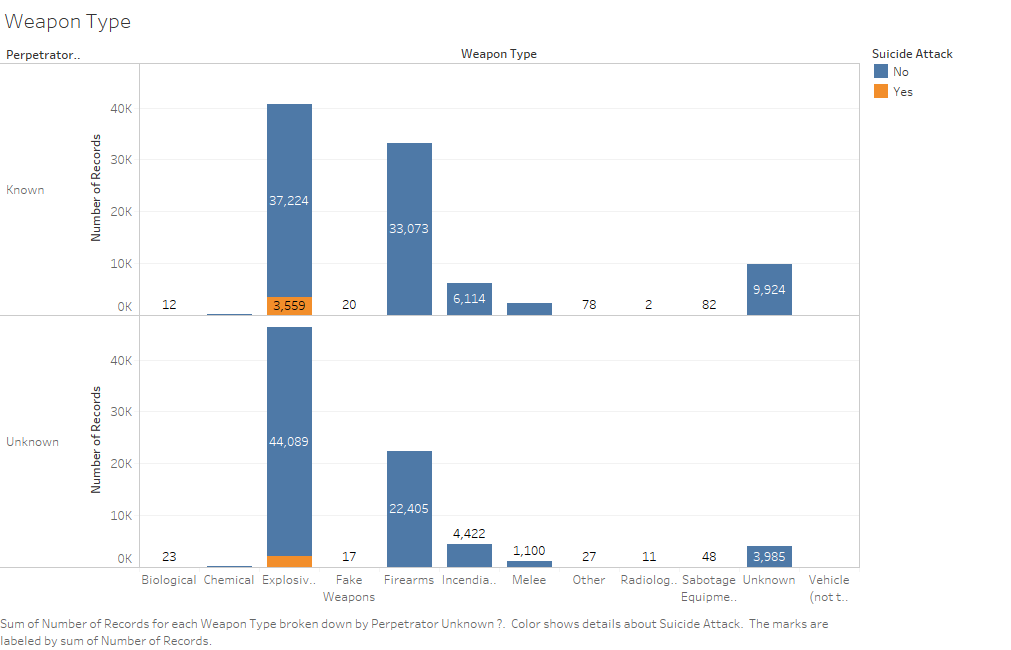 Weapon Type
Perpetrator..
Weapon Type
Suicide Attack
No
Yes
Known
Number of Records
40K
30K
20K
10K
0K
12
37,224
3,559
20
33,073
6,114
78
2
82
9,924
Unknown
Number of Records
40K
30K
20K
10K
0K
23
44,089
17
22,405
4,422
1,100
27
11
48
3,985
Biological
Chemical
Explosiv..
Fake
Weapons
Firearms
Incendia..
Melee
Other
Radiolog..
Sabotage
Equipme..
Unknown
Vehicle
(not t..
Sum of Number of Records for each Weapon Type broken down by Perpetrator Unknown ?.  Color shows details about Suicide Attack.  The marks are
labeled by sum of Number of Records.